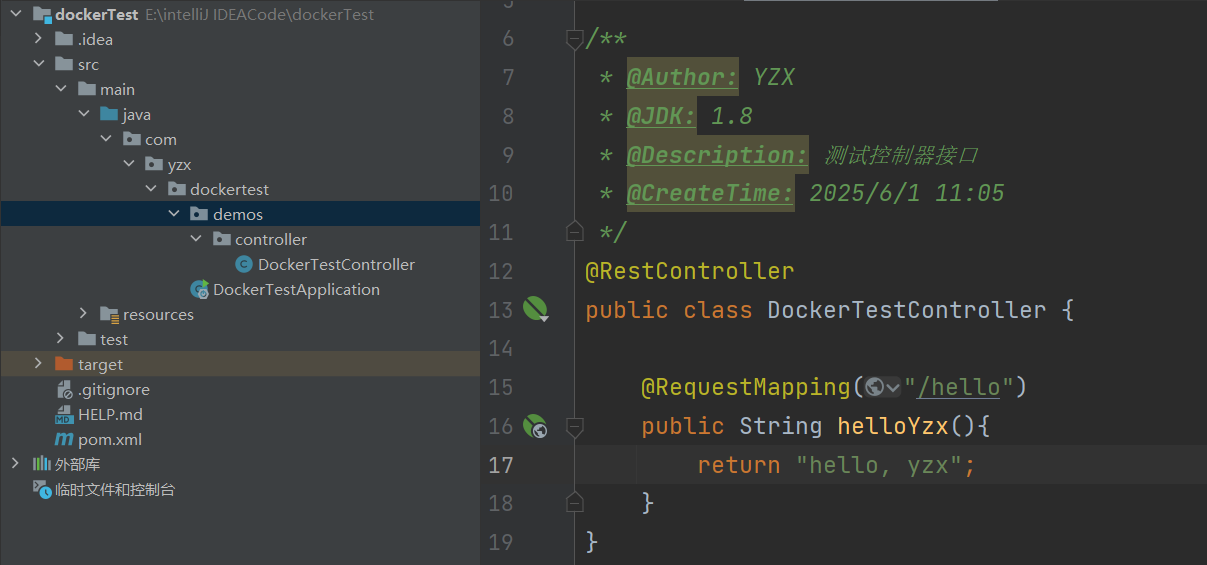 dockerTest E:\intelliJ IDEACode\dockerTest
.idea
src
main
java
com
yzx
dockertest
demos
controller
DockerTestController
DockerTestApplication
resources
test
target
.gitignore
HELP.md
pom.xml
外部库
临时文件和控制台
6 /**
7 * @Author: YZX
8 * @JDK: 1.8
9 * @Description: 测试控制器接口
10 * @CreateTime: 2025/6/1 11:05
11 */
12 @RestController
13 public class DockerTestController {
14
15 @RequestMapping("/hello")
16 public String helloYzx(){
17 return "hello, yzx";
18 }
19 }